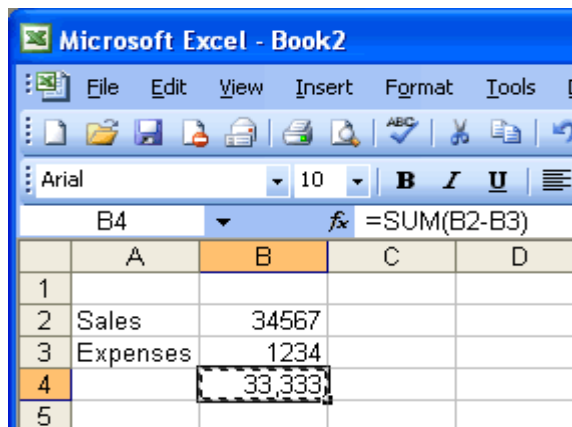 Microsoft Excel - Book2
File Edit View Insert Format Tools
ABC
Arial 10 B I U
B4 fx =SUM(B2-B3)
A B C D
1
2 Sales 34567
3 Expenses 1234
4 33,333
5